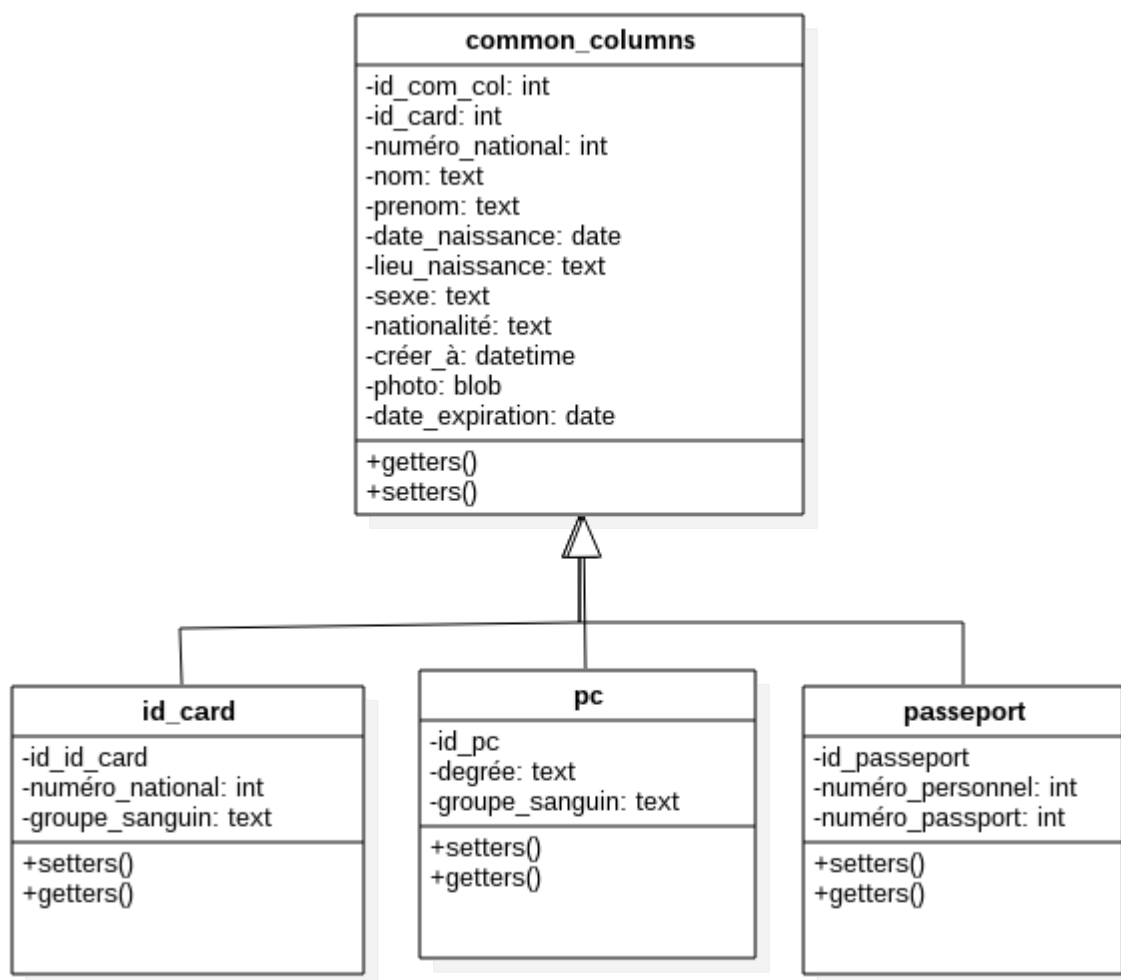 common_columns
-id_com_col: int
-id_card: int
-numéro_national: int
-nom: text
-prenom: text
-date_naissance: date
-lieu_naissance: text
-sexe: text
-nationalité: text
-créer_à: datetime
-photo: blob
-date_expiration: date
+getters()
+setters()
id_card
-id_id_card
-numéro_national: int
-groupe_sanguin: text
+setters()
+getters()
pc
-id_pc
-degrée: text
-groupe_sanguin: text
+setters()
+getters()
passeport
-id_passeport
-numéro_personnel: int
-numéro_passport: int
+setters()
+getters()